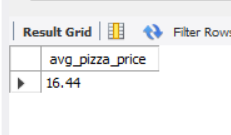 Result Grid Filter Rows
avg_pizza_price
16.44